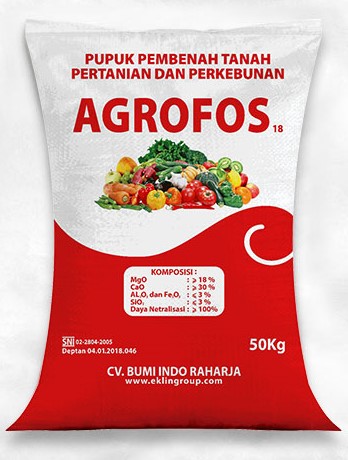 PUPUK PEMBENAH TANAH
PERTANIAN DAN PERKEBUNAN
AGROFOS 18
KOMPOSISI :
MgO : ≥ 18 %
CaO : ≥ 30 %
AL₂O₃ dan Fe₂O₃ : ≤ 3 %
SiO₂ : ≤ 3 %
Daya Netralisasi : ≥ 100%
SNI 02-2804-2005
Deptan 04.01.2018.046
50Kg
CV. BUMI INDO RAHARJA
www.eklingroup.com